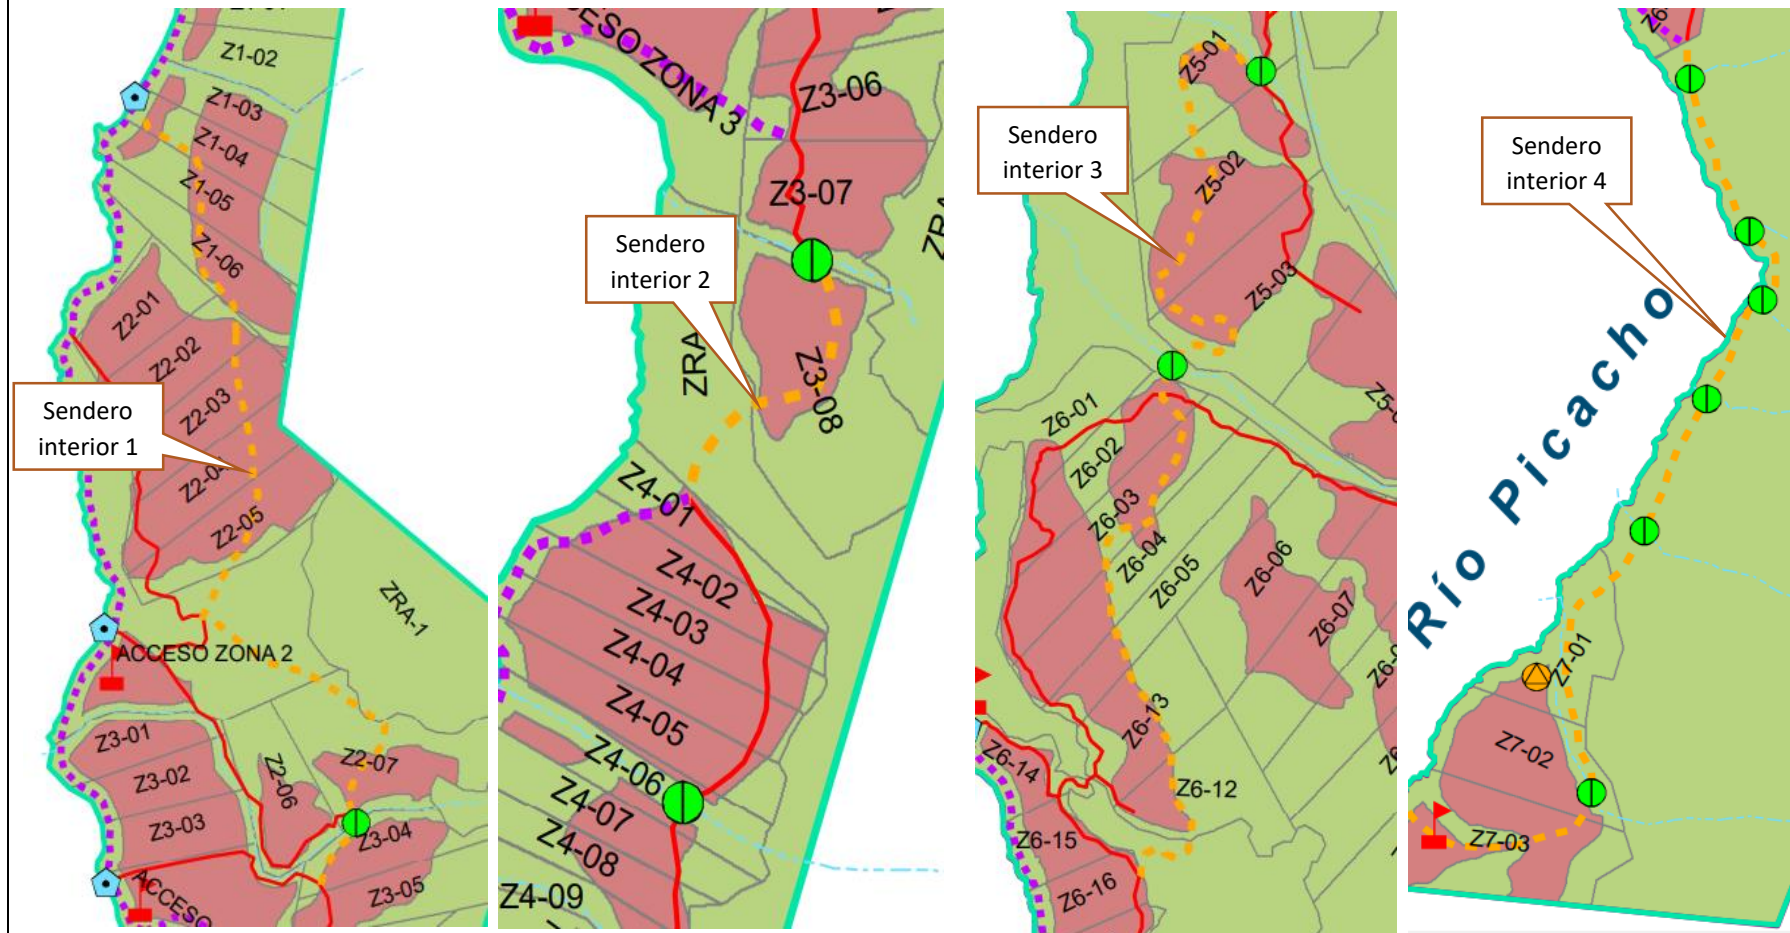 Z1-02
Z1-03
Z1-04
Z1-05
Z1-06
Z2-01
Z2-02
Z2-03
Sendero
interior 1
Z2-05
ZRA-1
ACCESO ZONA 2
Z3-01
Z3-02
Z3-03
Z2-06
Z2-07
Z3-04
Z3-05
ACCESO
ESO ZONA 3
Z3-06
Z3-07
Sendero
interior 2
ZRA
Z3-08
Z4-01
Z4-02
Z4-03
Z4-04
Z4-05
Z4-06
Z4-07
Z4-08
Z4-09
Z5-01
Sendero
interior 3
Z5-02
Z5-03
Z6-01
Z6-02
Z6-03
Z6-04
Z6-05
Z6-06
Z6-07
Z6-13
Z6-12
Z6-14
Z6-15
Z6-16
Sendero
interior 4
Río Picacho
Z7-01
Z7-02
Z7-03